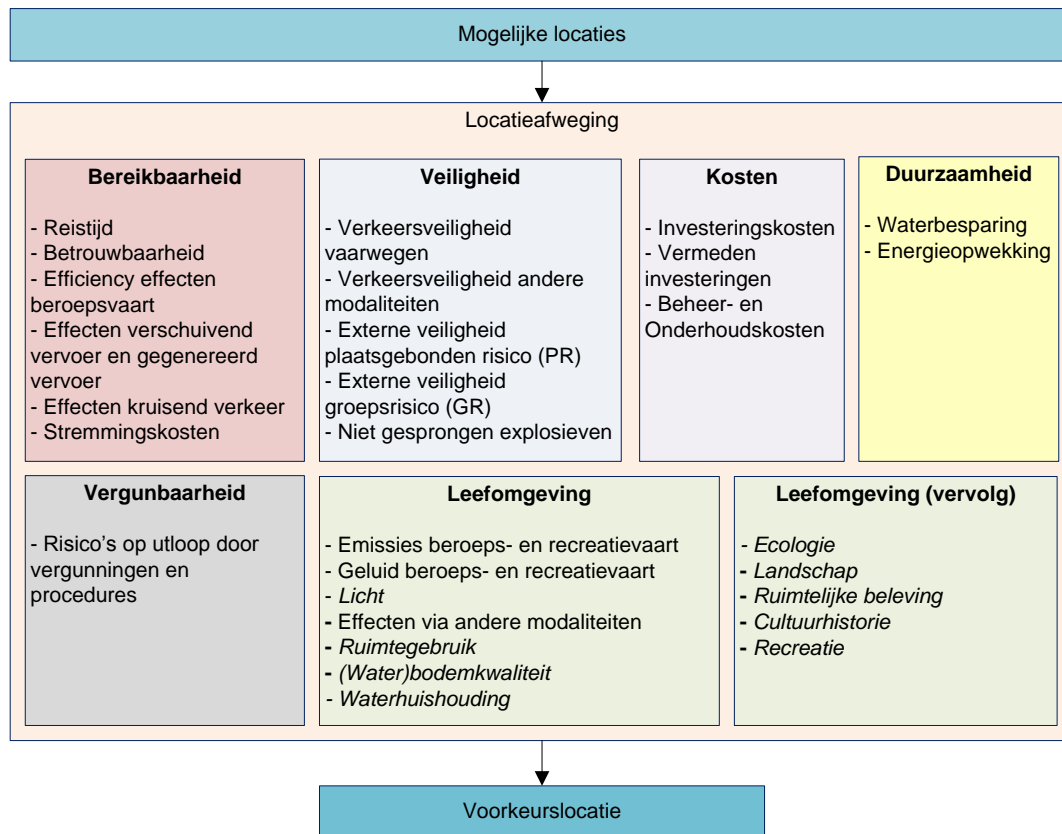 Mogelijke locaties
Locatieafweging
Bereikbaarheid
- Reistijd
- Betrouwbaarheid
- Efficiency effecten
beroepsvaart
- Effecten verschuivend
vervoer en gegenereerd
vervoer
- Effecten kruisend verkeer
- Stremmingskosten
Veiligheid
- Verkeersveiligheid
vaarwegen
- Verkeersveiligheid andere
modaliteiten
- Externe veiligheid
plaatsgebonden risico (PR)
- Externe veiligheid
groepsrisico (GR)
- Niet gesprongen explosieven
Kosten
- Investeringskosten
- Vermeden
investeringen
- Beheer- en
Onderhoudskosten
Duurzaamheid
- Waterbesparing
- Energieopwekking
Vergunbaarheid
- Risico's op utloop door
vergunningen en
procedures
Leefomgeving
- Emissies beroeps- en recreatievaart
- Geluid beroeps- en recreatievaart
- Licht
- Effecten via andere modaliteiten
- Ruimtegebruik
- (Water)bodemkwaliteit
- Waterhuishouding
Leefomgeving (vervolg)
- Ecologie
- Landschap
- Ruimtelijke beleving
- Cultuurhistorie
- Recreatie
Voorkeurslocatie